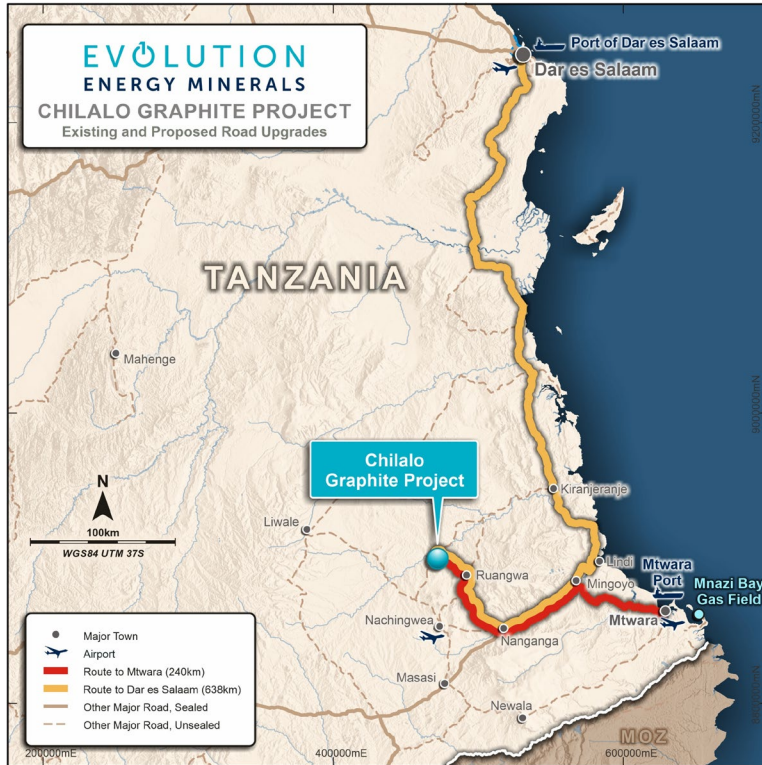 EVOLUTION
ENERGY MINERALS
CHILALO GRAPHITE PROJECT
Existing and Proposed Road Upgrades
Port of Dar es Salaam
Dar es Salaam
9200000mN
TANZANIA
Mahenge
9000000mN
Chilalo
Graphite Project
N
100km
WGS84 UTM 37S
Kiranjeranje
Liwale
Lindi
Ruangwa
Mingoyo
Mtwara
Port
Mnazi Bay
Gas Field
Mtwara
Nachingwea
Nanganga
Masasi
Newala
Major Town
Airport
Route to Mtwara (240km)
Route to Dar es Salaam (638km)
Other Major Road, Sealed
Other Major Road, Unsealed
MOZ
200000mE
400000mE
600000mE